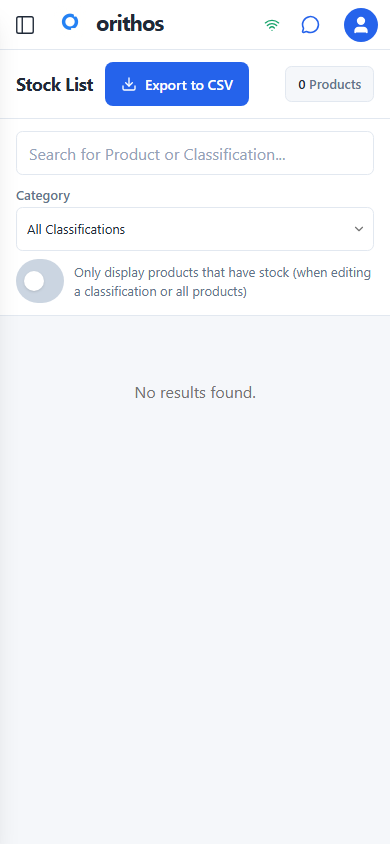 orithos
Stock List
Export to CSV
0 Products
Search for Product or Classification...
Category
All Classifications
Only display products that have stock (when editing
a classification or all products)
No results found.